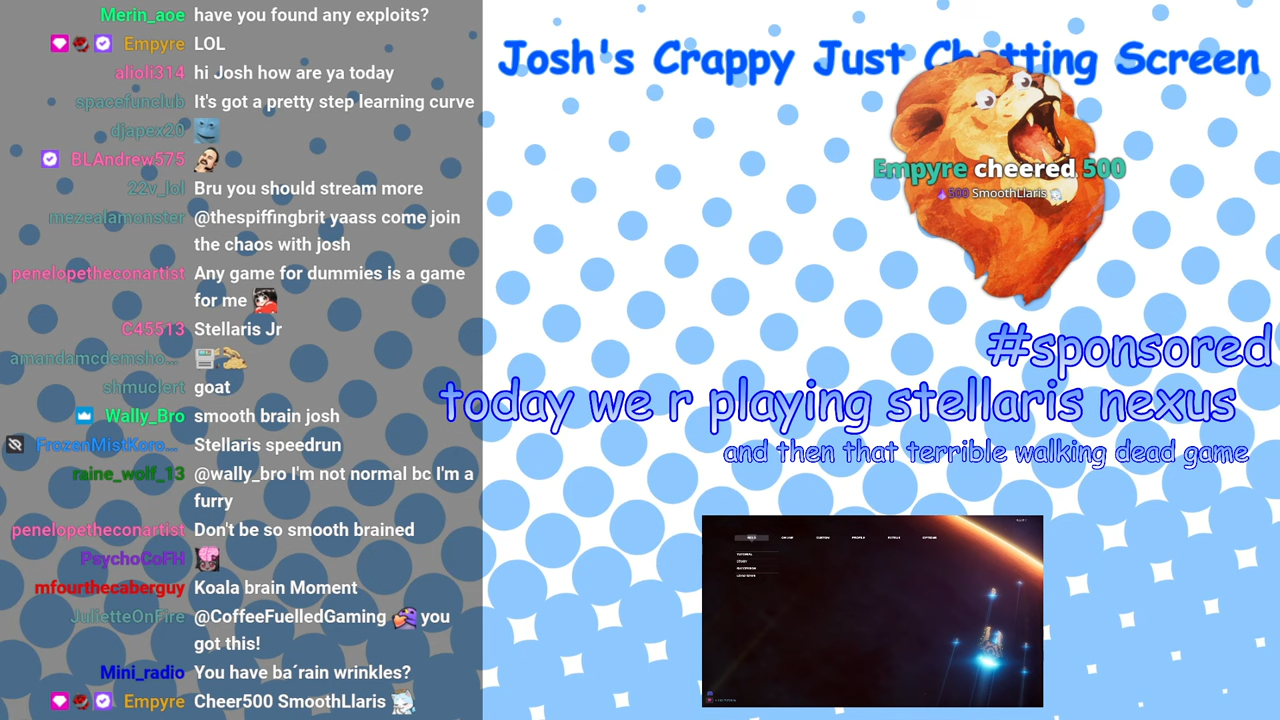 Merin_aoe have you found any exploits?
Empyre LOL
alioli314 hi Josh how are ya today
spacefunclub It's got a pretty step learning curve
djapex20
BLAndrew575
22v_lol Bru you should stream more
mezealamonster @thespiffingbrit yaass come join
the chaos with josh
penelopetheconartist Any game for dummies is a game
for me
C45513 Stellaris Jr
amandamcdemsho...
shmuclert goat
Wally_Bro smooth brain josh
FrozenMistKoro... Stellaris speedrun
raine_wolf_13 @wally_bro I'm not normal bc I'm a
furry
penelopetheconartist Don't be so smooth brained
PsychoCoFH
mfourthecaberguy Koala brain Moment
JulietteOnFire @CoffeeFuelledGaming you
got this!
Mini_radio You have ba´rain wrinkles?
Empyre Cheer500 SmoothLlaris
Josh's Crappy Just Chatting Screen
Empyre cheered 500
500 SmoothLlaris
#sponsored
today we r playing stellaris nexus
and then that terrible walking dead game